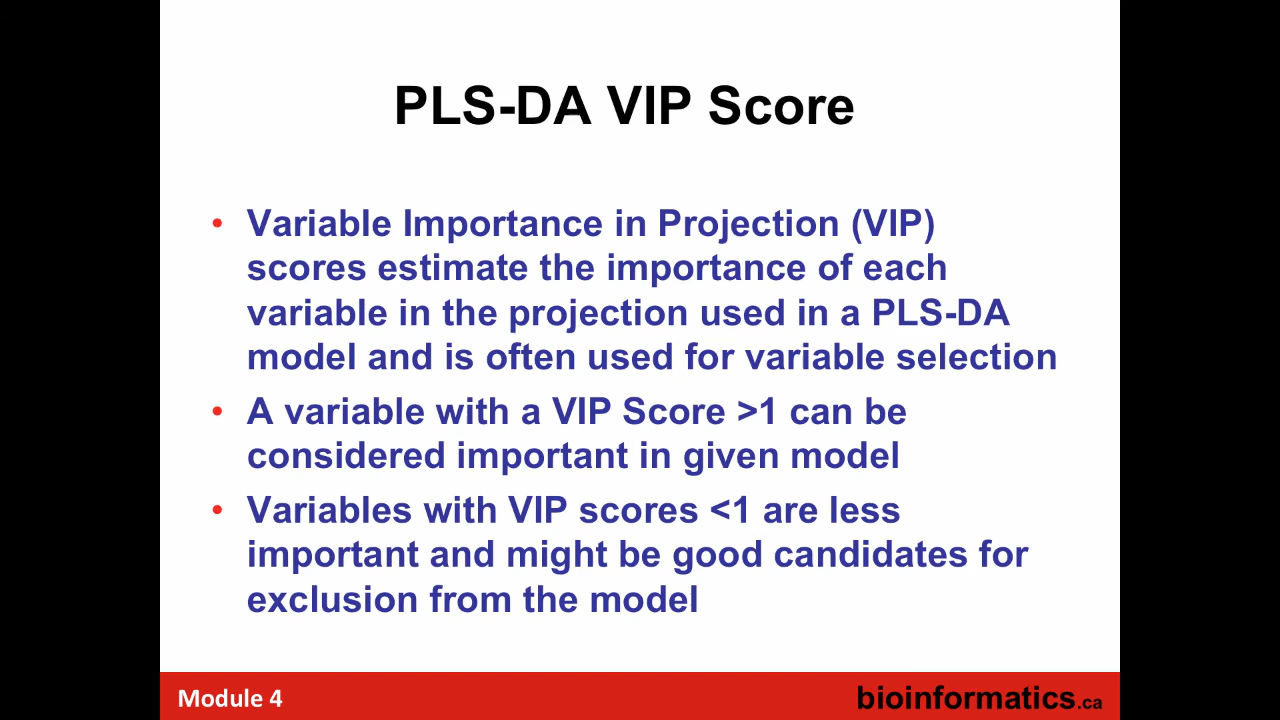 PLS-DA VIP Score
• Variable Importance in Projection (VIP)
scores estimate the importance of each
variable in the projection used in a PLS-DA
model and is often used for variable selection
• A variable with a VIP Score >1 can be
considered important in given model
• Variables with VIP scores <1 are less
important and might be good candidates for
exclusion from the model
Module 4
bioinformatics.ca